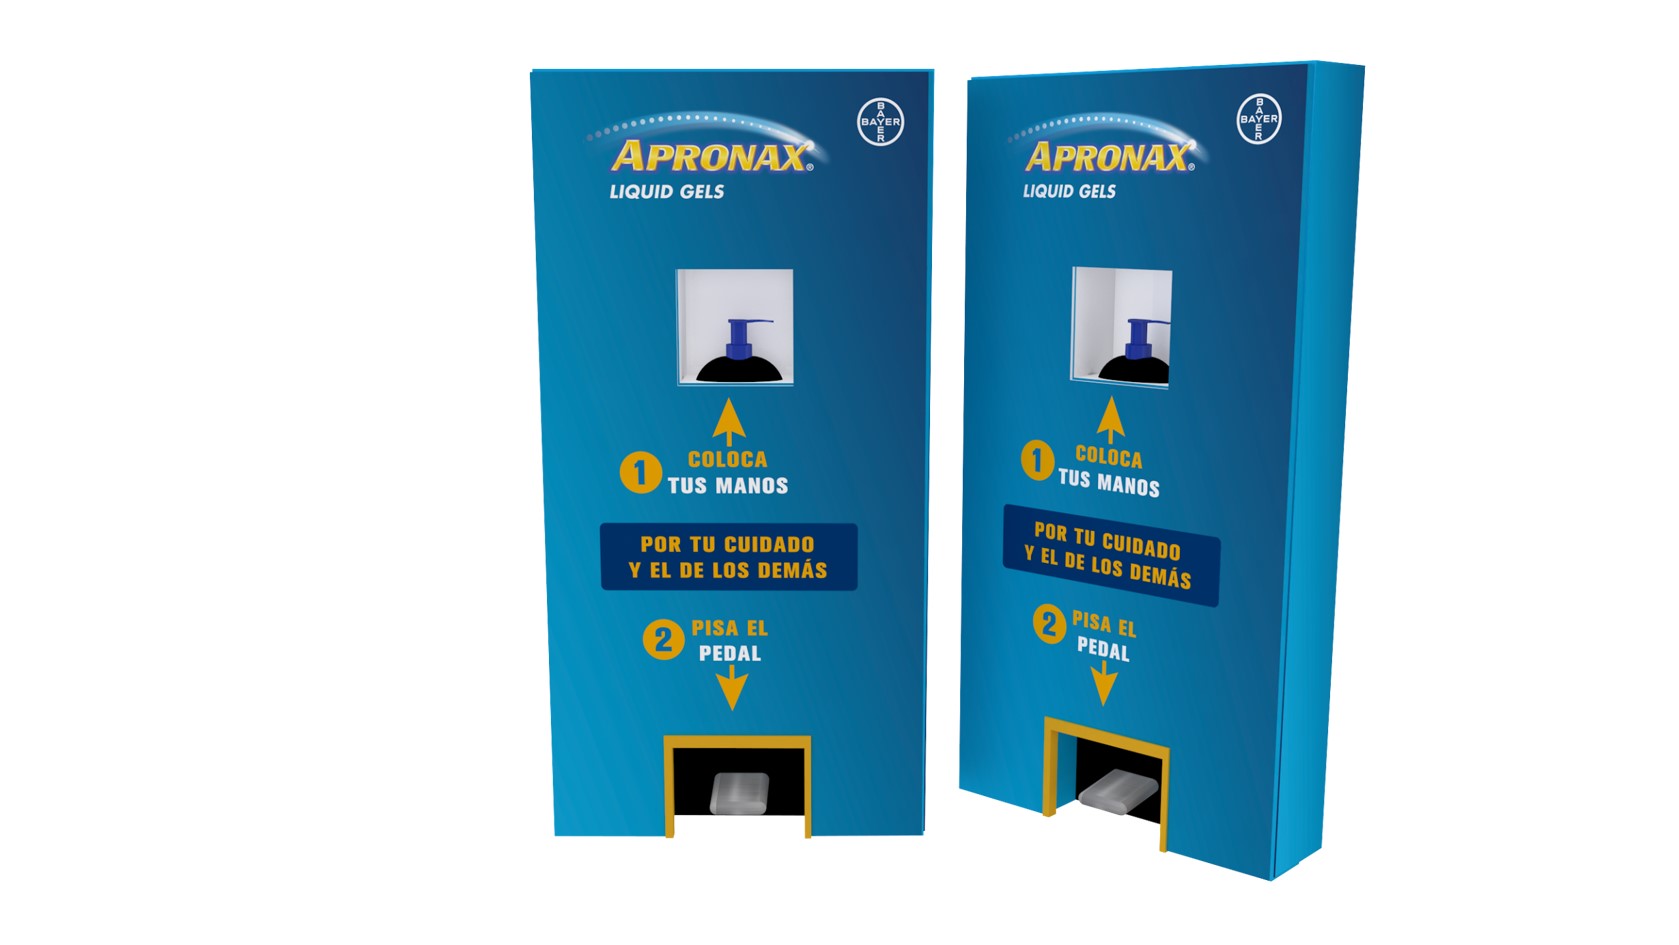 BAYER
BAYER
APRONAX®
LIQUID GELS
1
COLOCA
TUS MANOS
POR TU CUIDADO
Y EL DE LOS DEMÁS
2
PISA EL
PEDAL
BAYER
BAYER
APRONAX®
LIQUID GELS
1
COLOCA
TUS MANOS
POR TU CUIDADO
Y EL DE LOS DEMÁS
2
PISA EL
PEDAL